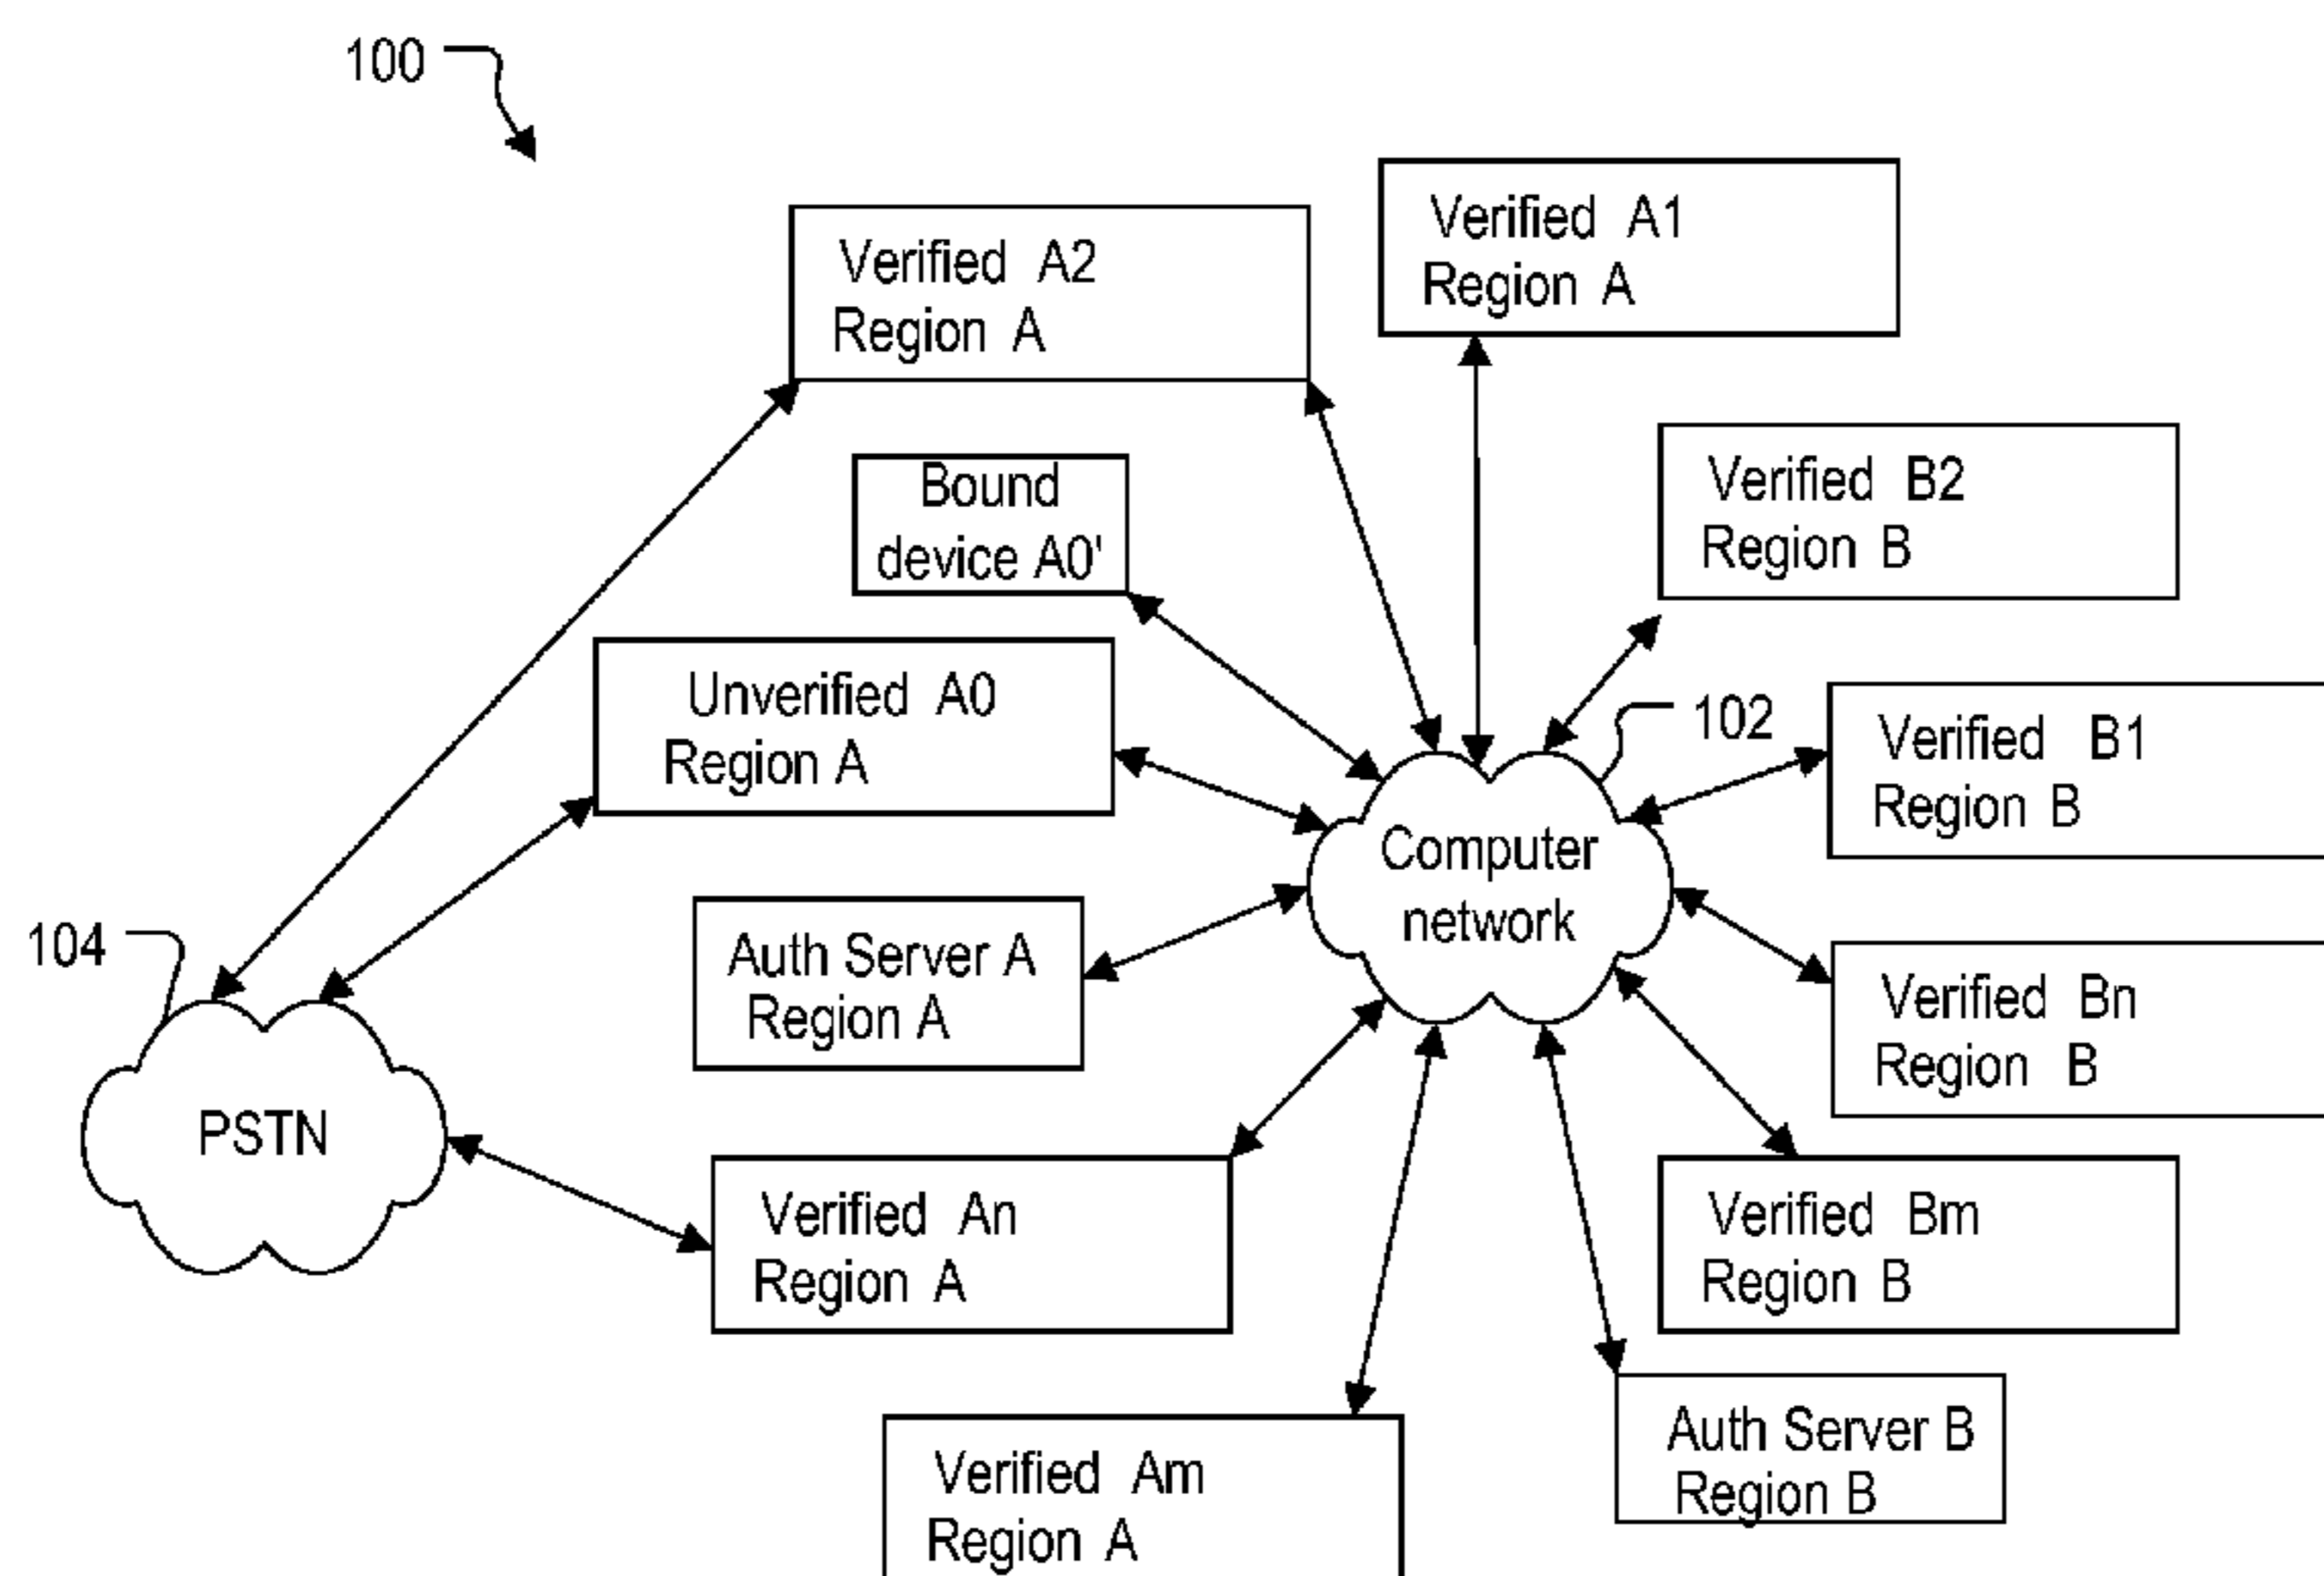 100
Verified A1
Region A
Verified A2
Region A
Bound
device A0'
Verified B2
Region B
Unverified A0
Region A
102
Verified B1
Region B
Computer
network
104
Auth Server A
Region A
Verified Bn
Region B
PSTN
Verified An
Region A
Verified Bm
Region B
Auth Server B
Region B
Verified Am
Region A